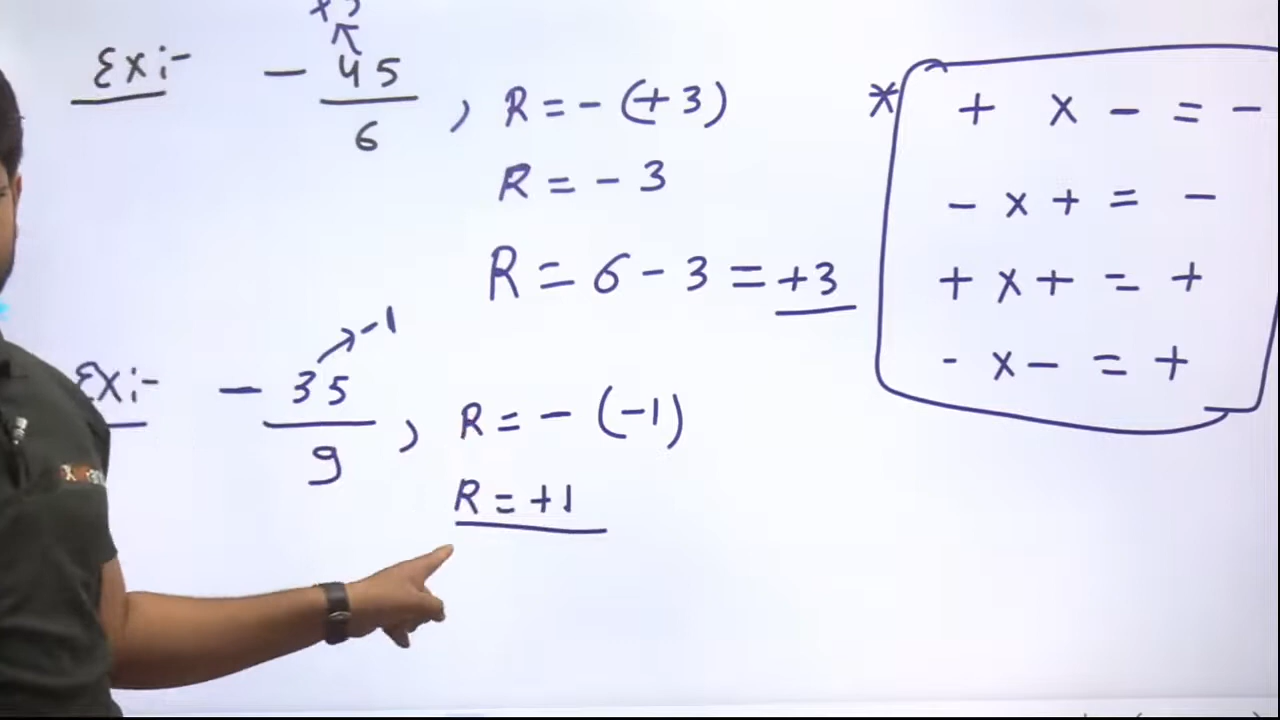 +3
Ex:- - 45/6 , R = - (+3)
R = - 3
R = 6 - 3 = +3
Ex:- - 35/9 → -1 , R = - (-1)
R = +1
* + x - = -
- x + = -
+ x + = +
- x - = +